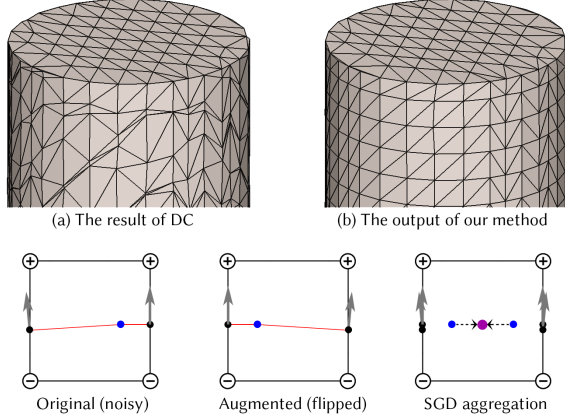 (a) The result of DC
(b) The output of our method
+ + + + + +
− − − − − −
Original (noisy)
Augmented (flipped)
SGD aggregation